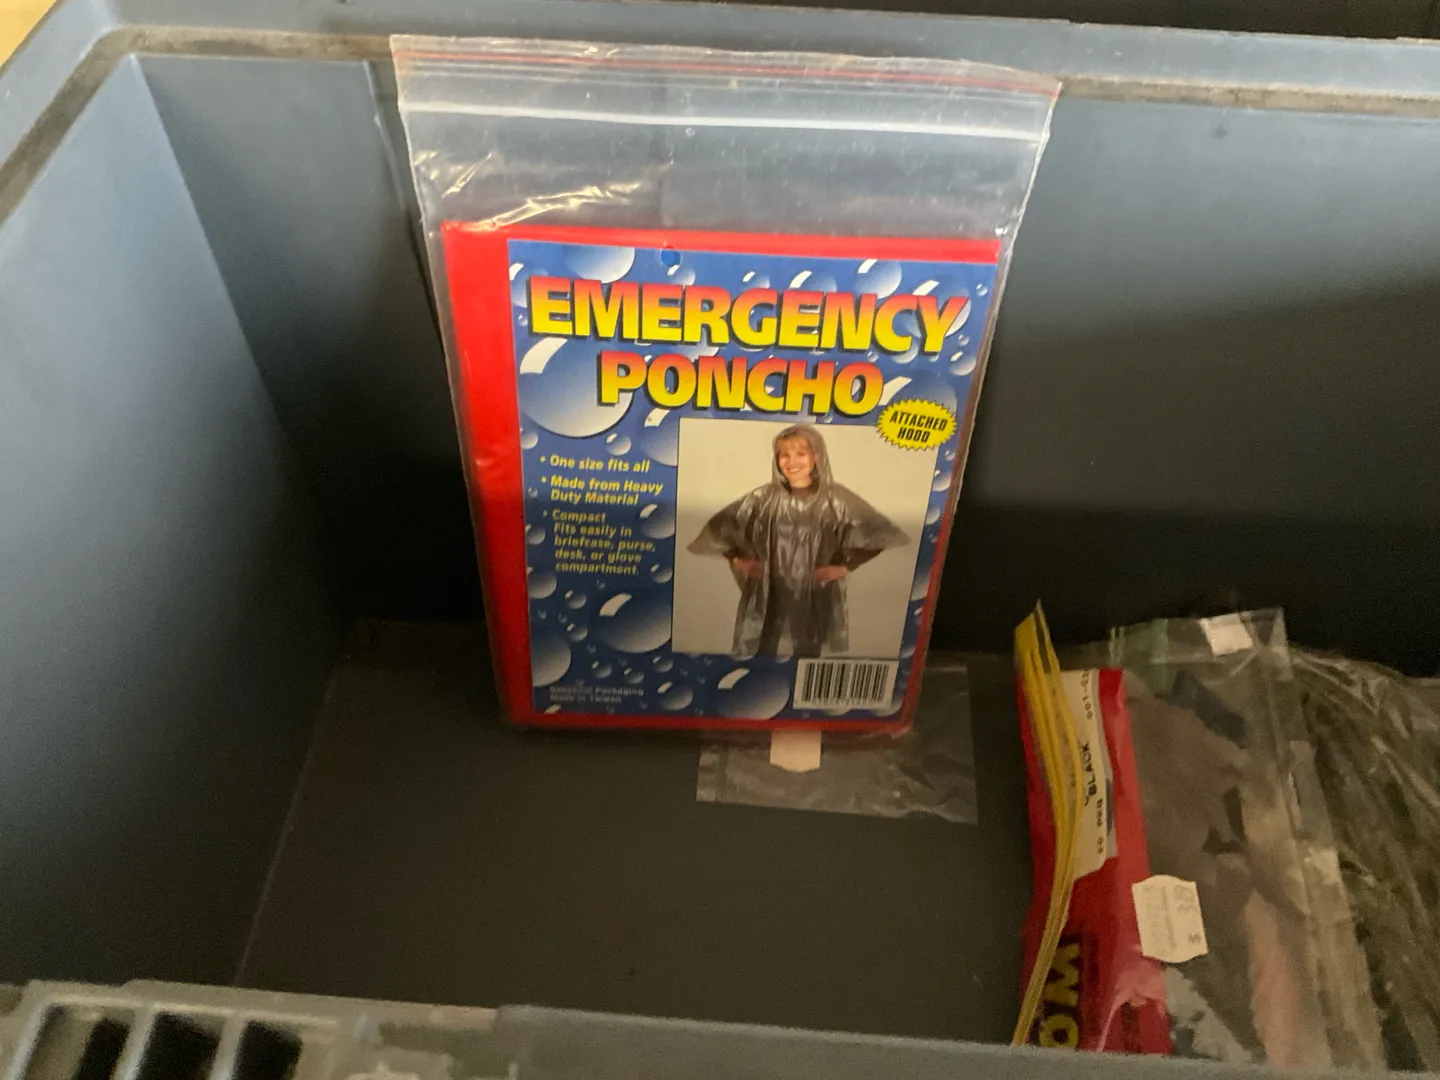 EMERGENCY
PONCHO
ATTACHED
HOOD
• One size fits all
• Made from Heavy
Duty Material
• Compact
Fits easily in
briefcase, purse,
desk, or glove
compartment.
Packaging
Made in Taiwan
"BLACK